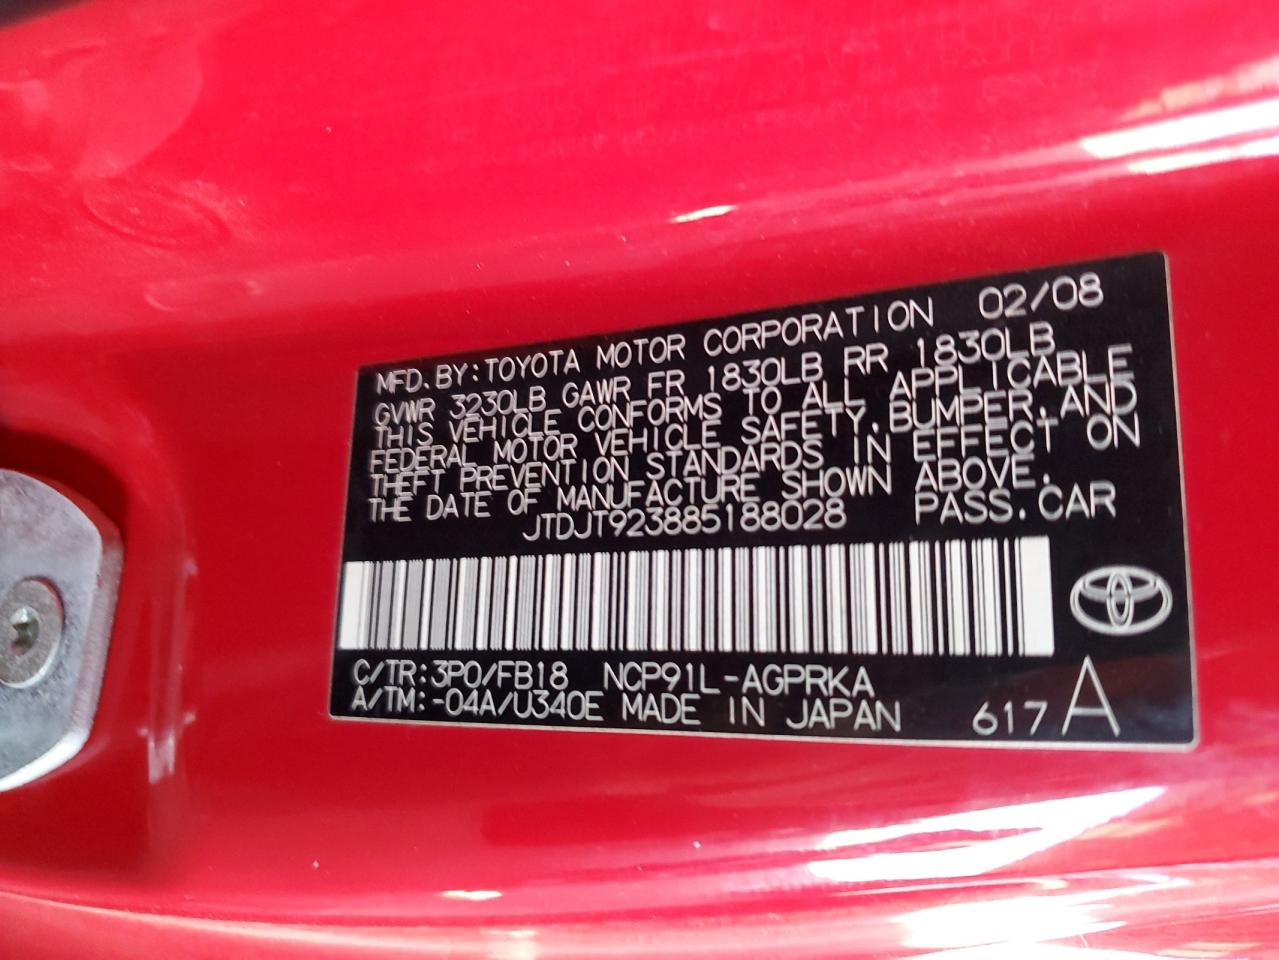 MFD.BY:TOYOTA MOTOR CORPORATION 02/08
GVWR 3230LB GAWR FR 1830LB RR 1830LB
THIS VEHICLE CONFORMS TO ALL APPLICABLE
FEDERAL MOTOR VEHICLE SAFETY,BUMPER,AND
THEFT PREVENTION STANDARDS IN EFFECT ON
THE DATE OF MANUFACTURE SHOWN ABOVE.
JTDJT923885188028 PASS.CAR
C/TR:3P0/FB18 NCP91L-AGPRKA
A/TM:-04A/U340E MADE IN JAPAN 617 A